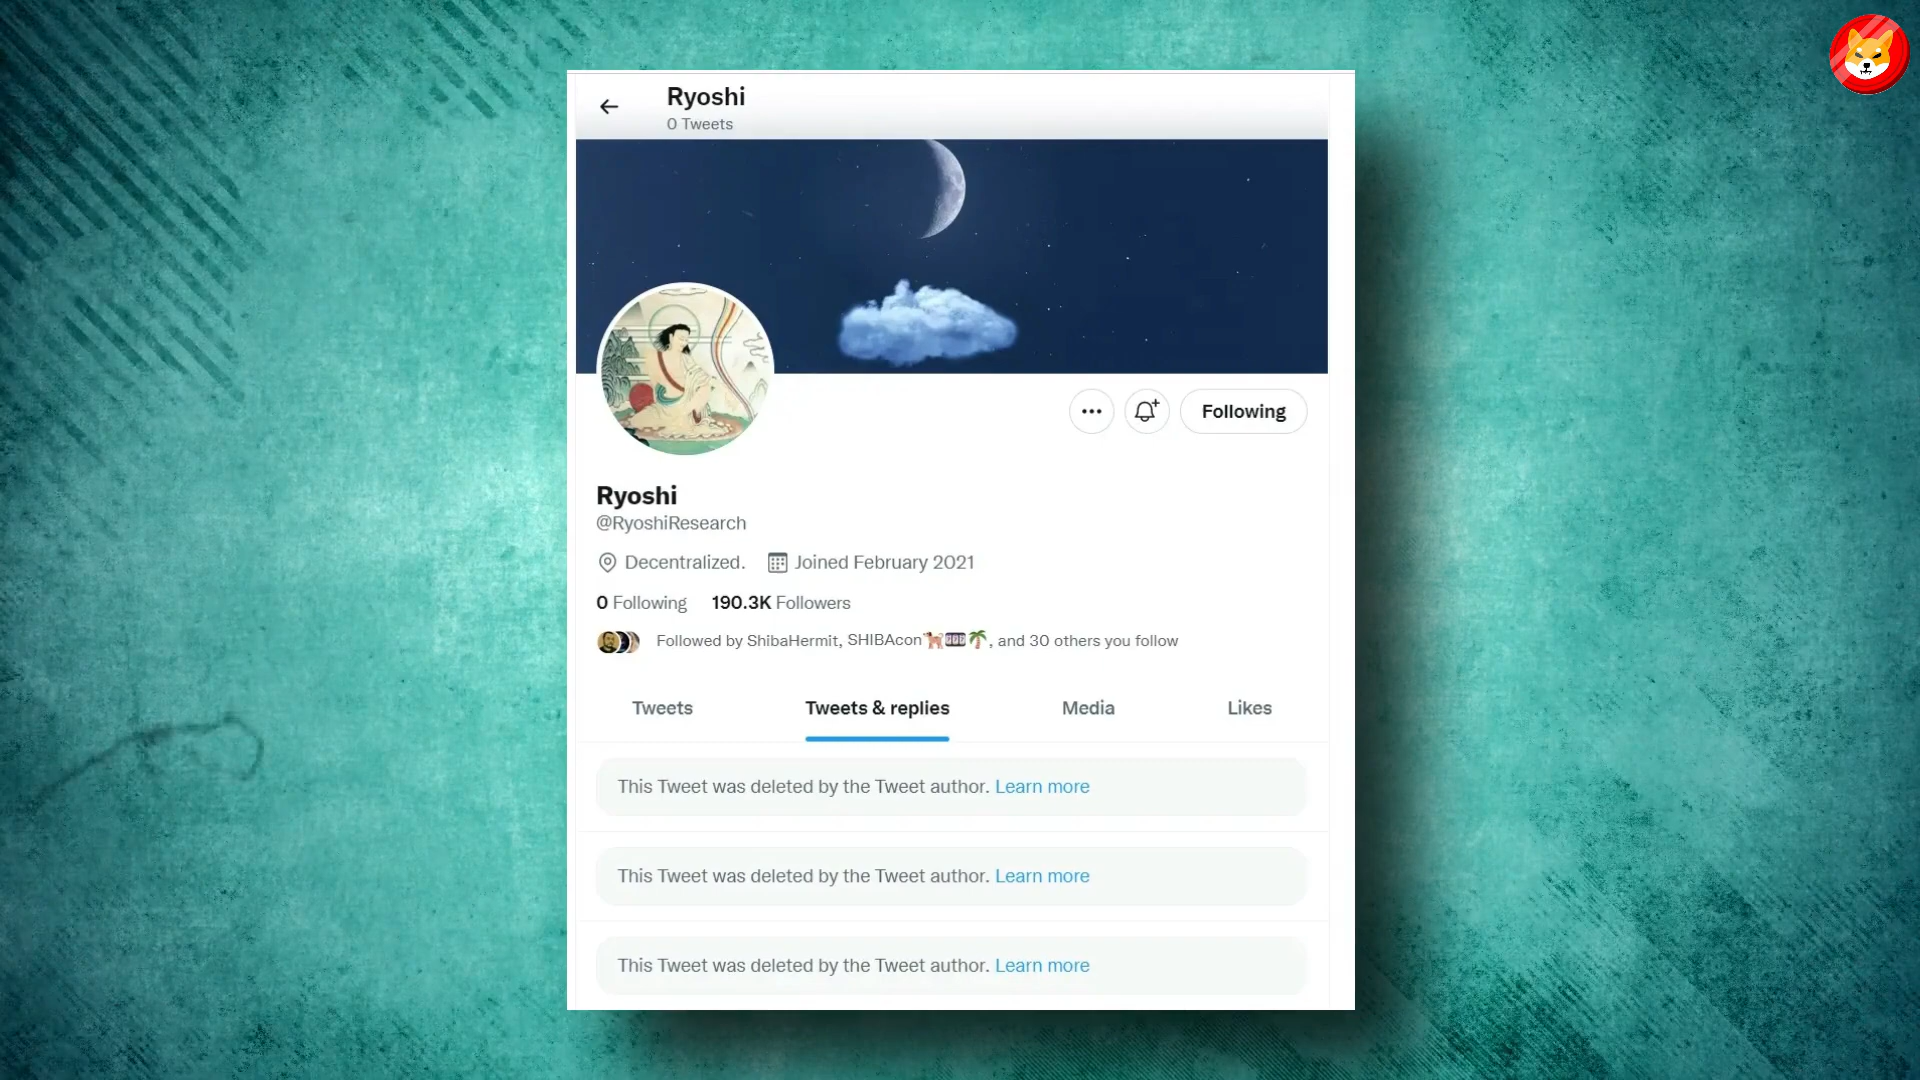 Ryoshi
0 Tweets
Following
Ryoshi
@RyoshiResearch
Decentralized. Joined February 2021
0 Following 190.3K Followers
Followed by ShibaHermit, SHIBAcon🐕🎰🌴, and 30 others you follow
Tweets Tweets & replies Media Likes
This Tweet was deleted by the Tweet author. Learn more
This Tweet was deleted by the Tweet author. Learn more
This Tweet was deleted by the Tweet author. Learn more